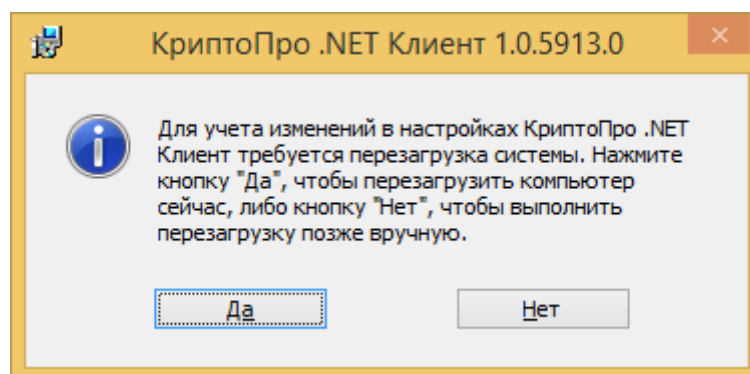 КриптоПро .NET Клиент 1.0.5913.0
Для учета изменений в настройках КриптоПро .NET
Клиент требуется перезагрузка системы. Нажмите
кнопку "Да", чтобы перезагрузить компьютер
сейчас, либо кнопку "Нет", чтобы выполнить
перезагрузку позже вручную.
Да
Нет